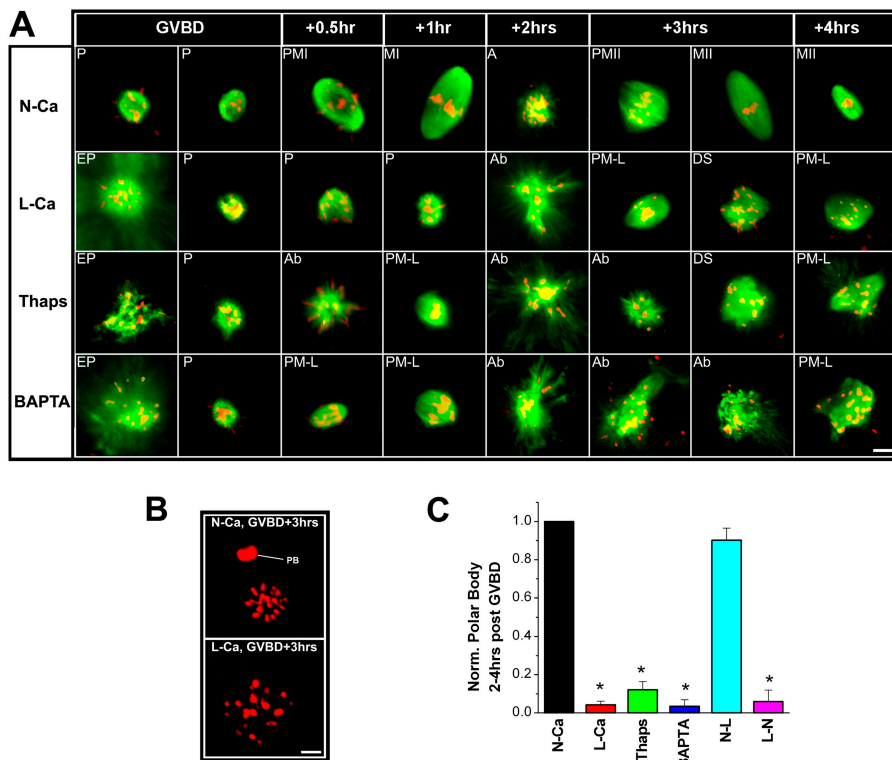 A
GVBD +0.5hr +1hr +2hrs +3hrs +4hrs
N-Ca P P PMI MI A PMII MII MII
L-Ca EP P P P Ab PM-L DS PM-L
Thaps EP P Ab PM-L Ab Ab DS PM-L
BAPTA EP P PM-L PM-L Ab Ab Ab PM-L
B
N-Ca, GVBD+3hrs
PB
L-Ca, GVBD+3hrs
C
Norm. Polar Body
2-4hrs post GVBD
1.0
0.8
0.6
0.4
0.2
0.0
* * * *
N-Ca L-Ca Thaps BAPTA N-L L-N